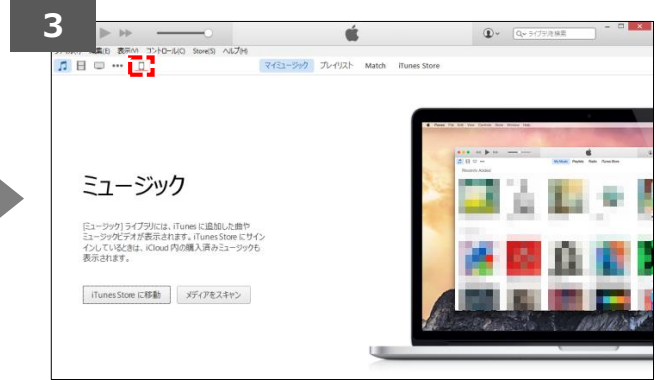 3
編集(E) 表示(V) コントロール(C) Store(S) ヘルプ(H)
ライブラリを検索
マイミュージック プレイリスト Match iTunes Store
ミュージック
[ミュージック] ライブラリには、iTunes に追加した曲や
ミュージックビデオが表示されます。iTunes Store にサイン
インしているときは、iCloud 内の購入済みミュージックも
表示されます。
iTunes Store に移動 メディアをスキャン
Recently Added